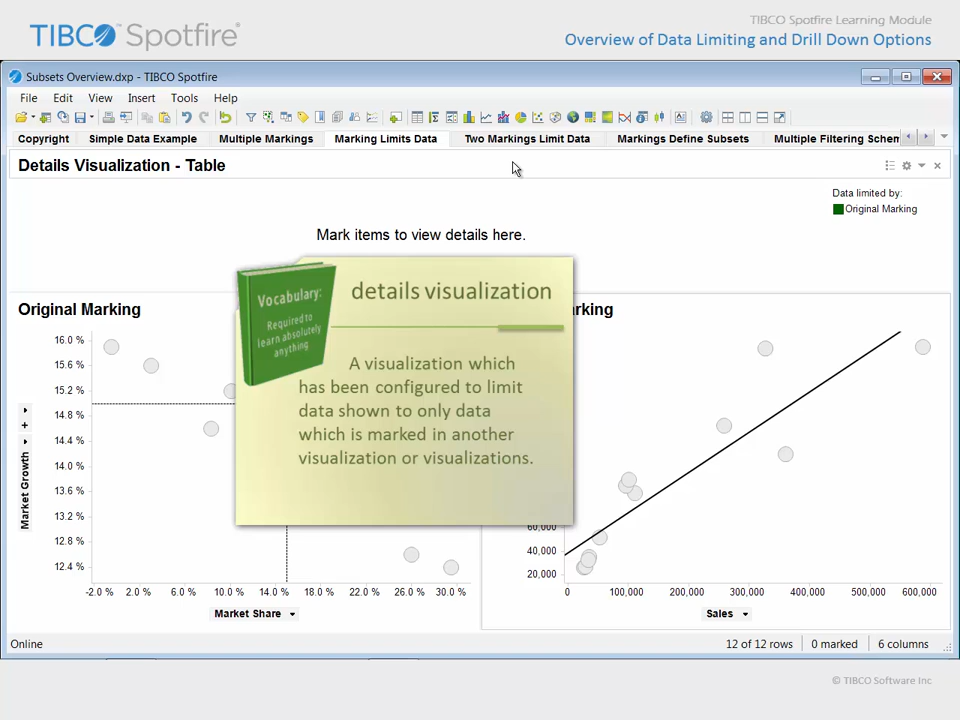 TIBCO Spotfire®
TIBCO Spotfire Learning Module
Overview of Data Limiting and Drill Down Options
Subsets Overview.dxp - TIBCO Spotfire
File Edit View Insert Tools Help
Copyright Simple Data Example Multiple Markings Marking Limits Data Two Markings Limit Data Markings Define Subsets Multiple Filtering Schem
Details Visualization - Table
Data limited by:
Original Marking
Mark items to view details here.
Vocabulary:
Required to
learn absolutely
anything
details visualization
A visualization which
has been configured to limit
data shown to only data
which is marked in another
visualization or visualizations.
Original Marking
16.0 %
15.6 %
15.2 %
14.8 %
14.4 %
14.0 %
13.6 %
13.2 %
12.8 %
12.4 %
Market Growth
-2.0 % 2.0 % 6.0 % 10.0 % 14.0 % 18.0 % 22.0 % 26.0 % 30.0 %
Market Share
arking
60,000
40,000
20,000
0 100,000 200,000 300,000 400,000 500,000 600,000
Sales
Online
12 of 12 rows 0 marked 6 columns
© TIBCO Software Inc